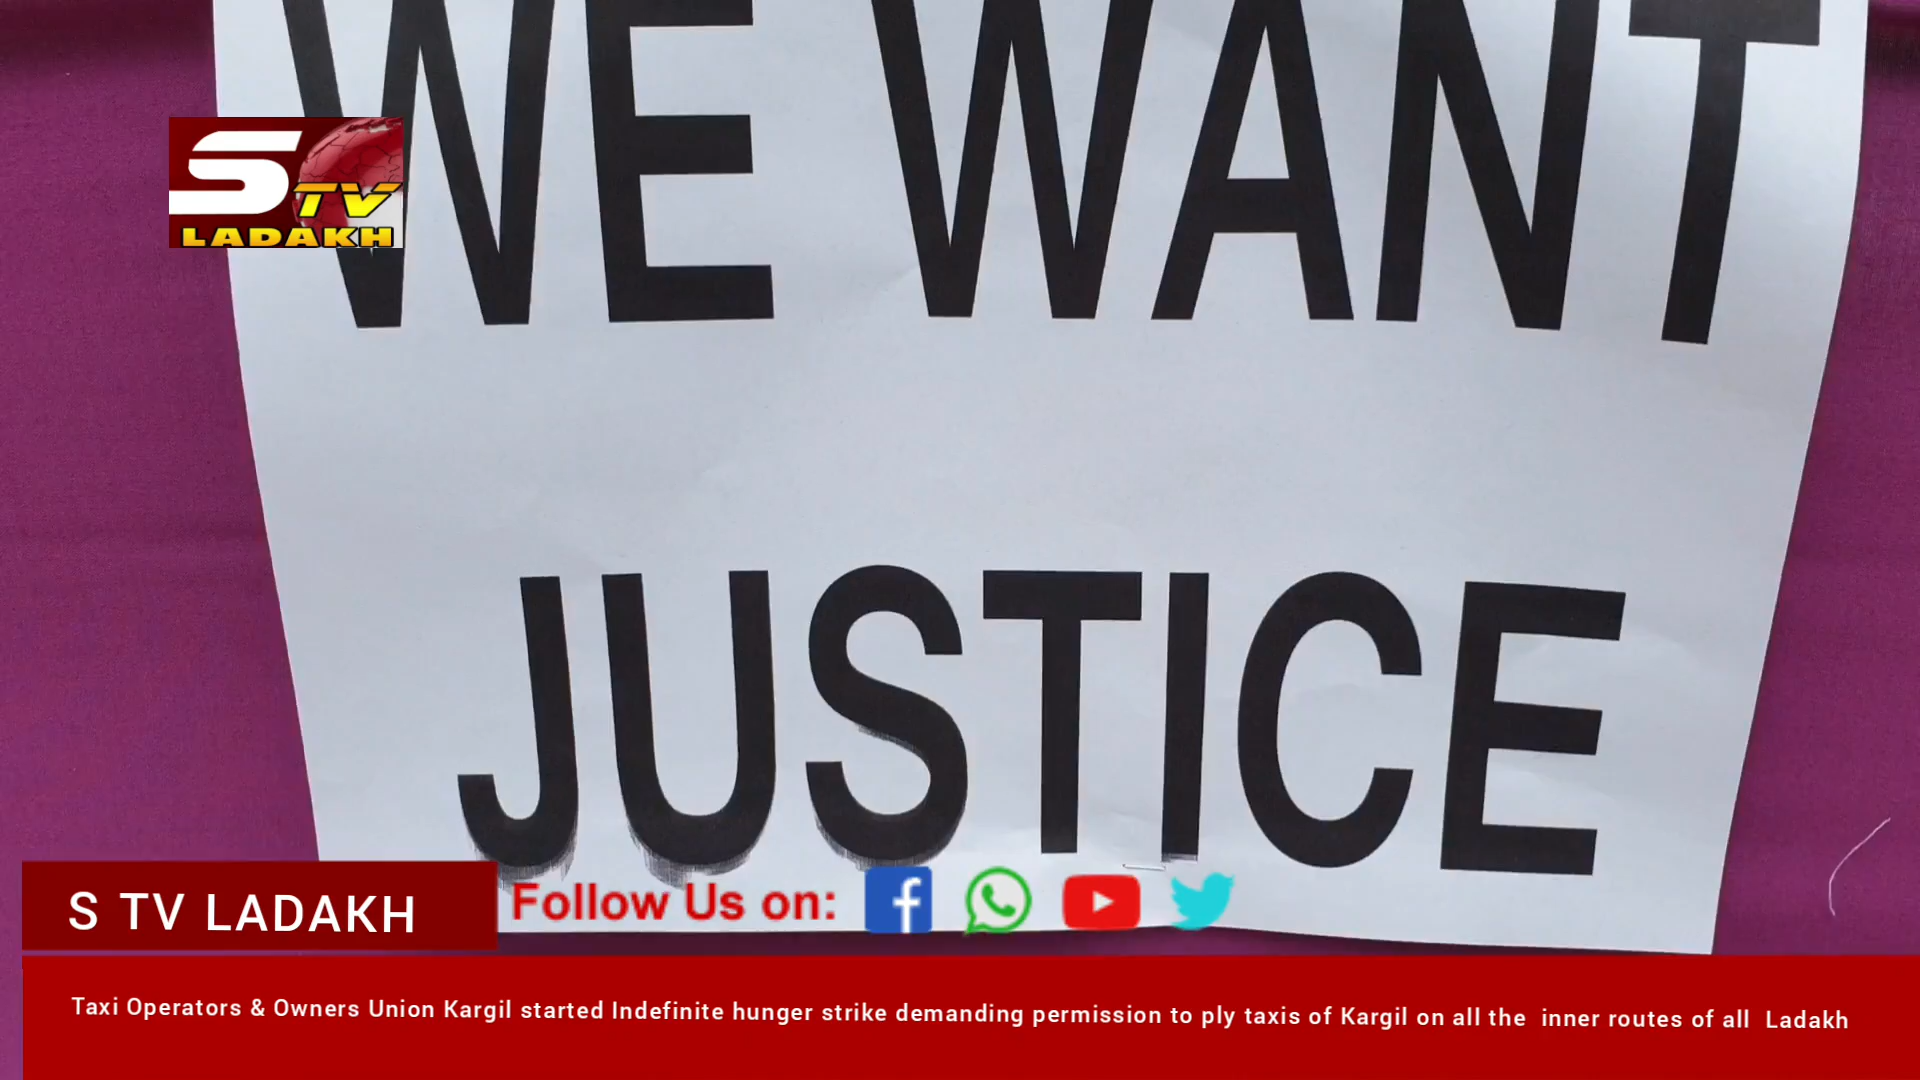 WE WANT
S TV
LADAKH
JUSTICE
S TV LADAKH
Follow Us on:
Taxi Operators & Owners Union Kargil started Indefinite hunger strike demanding permission to ply taxis of Kargil on all the inner routes of all Ladakh